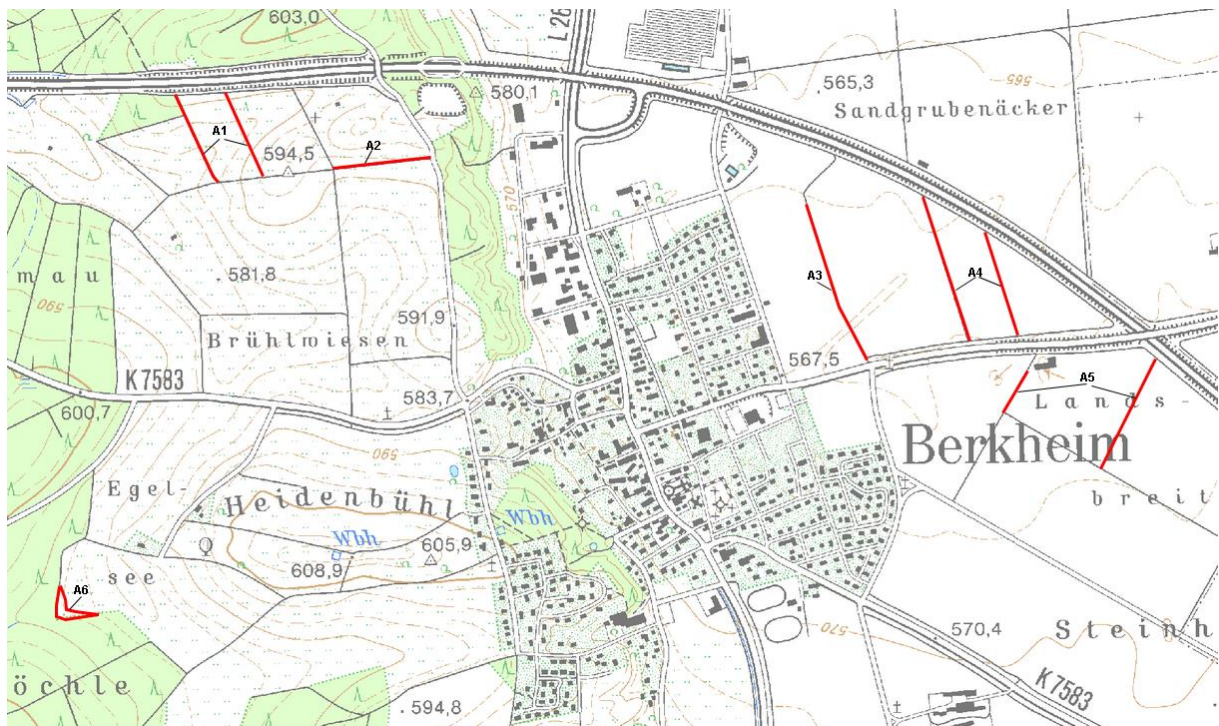 603,0
L 26
580,1
565,3
565
Sandgrubenäcker
A1
A2
594,5
570
mau
581,8
590
591,9
Brühlwiesen
A3
A4
567,5
K 7583
583,7
600,7
A5
Lands-
Berkheim
breit
590
Egel-
Heidenbühl
Wbh
Wbh
605,9
608,9
see
A6
570
570,4
Steinh
K 7583
öchle
594,8